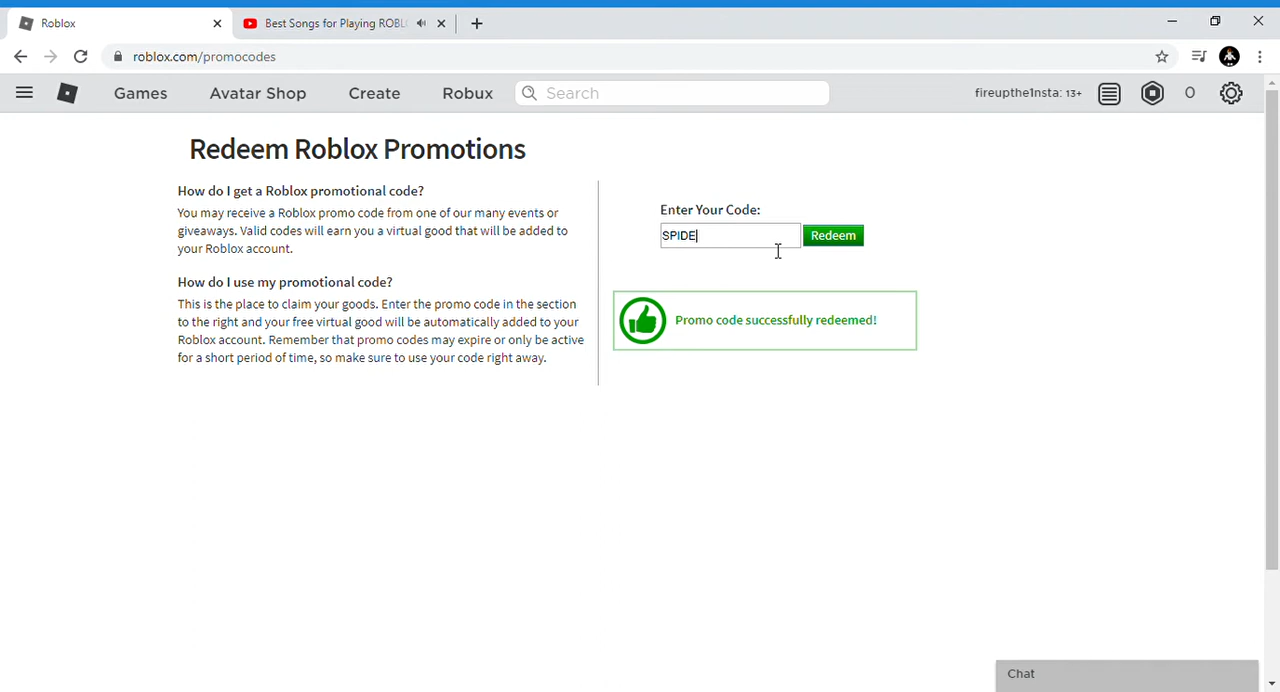 Roblox
Best Songs for Playing ROBL
roblox.com/promocodes
Games Avatar Shop Create Robux Search fireupthe1nsta: 13+ 0
Redeem Roblox Promotions
How do I get a Roblox promotional code?
You may receive a Roblox promo code from one of our many events or
giveaways. Valid codes will earn you a virtual good that will be added to
your Roblox account.
How do I use my promotional code?
This is the place to claim your goods. Enter the promo code in the section
to the right and your free virtual good will be automatically added to your
Roblox account. Remember that promo codes may expire or only be active
for a short period of time, so make sure to use your code right away.
Enter Your Code:
SPIDE Redeem
Promo code successfully redeemed!
Chat